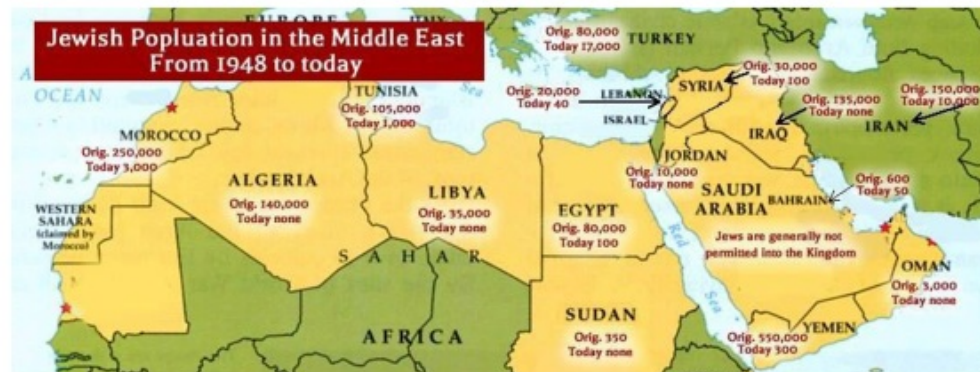 EUROPE
Jewish Popluation in the Middle East
From 1948 to today
OCEAN
Orig. 80,000
Today 17,000
TURKEY
Orig. 20,000
Today 40
LEBANON
ISRAEL
SYRIA
Orig. 30,000
Today 100
Orig. 135,000
Today none
IRAQ
Orig. 150,000
Today 10,000
IRAN
TUNISIA
Orig. 105,000
Today 1,000
Sea
MOROCCO
Orig. 250,000
Today 3,000
WESTERN
SAHARA
(claimed by
Morocco)
ALGERIA
Orig. 140,000
Today none
LIBYA
Orig. 35,000
Today none
EGYPT
Orig. 80,000
Today 100
JORDAN
Orig. 10,000
Today none
SAUDI
ARABIA
BAHRAIN
Orig. 600
Today 50
Jews are generally not
permitted into the Kingdom
Red
Sea
SAHAR
OMAN
Orig. 3,000
Today none
AFRICA
SUDAN
Orig. 350
Today none
YEMEN
Orig. 550,000
Today 300